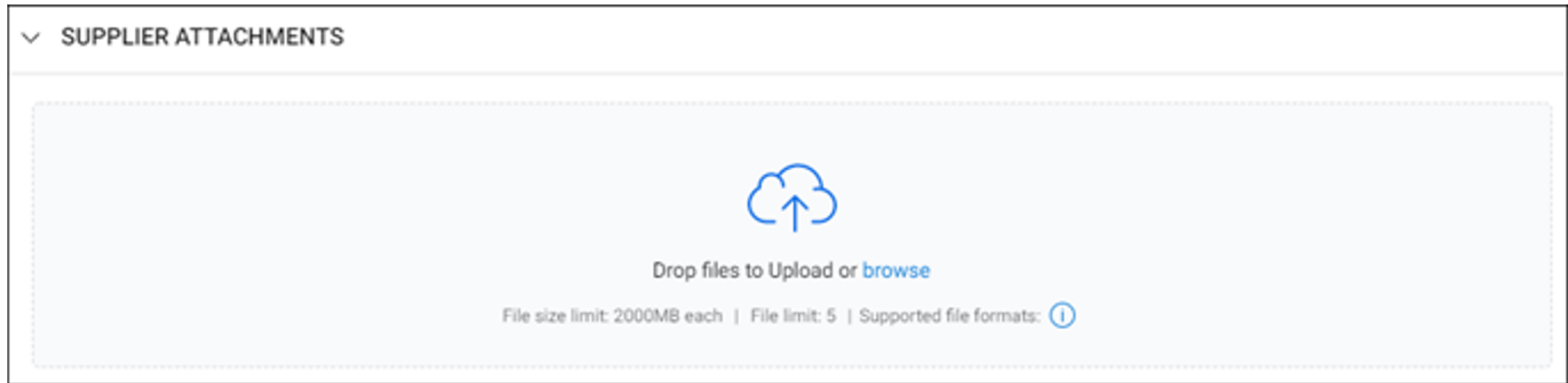 SUPPLIER ATTACHMENTS
Drop files to Upload or browse
File size limit: 2000MB each | File limit: 5 | Supported file formats: i